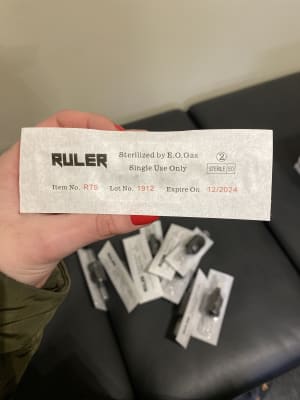 RULER
Sterilized by E.O.Gas
2
Single Use Only
STERILE EO
Item No. RT5 Lot No. 1912 Expire On 12/2024